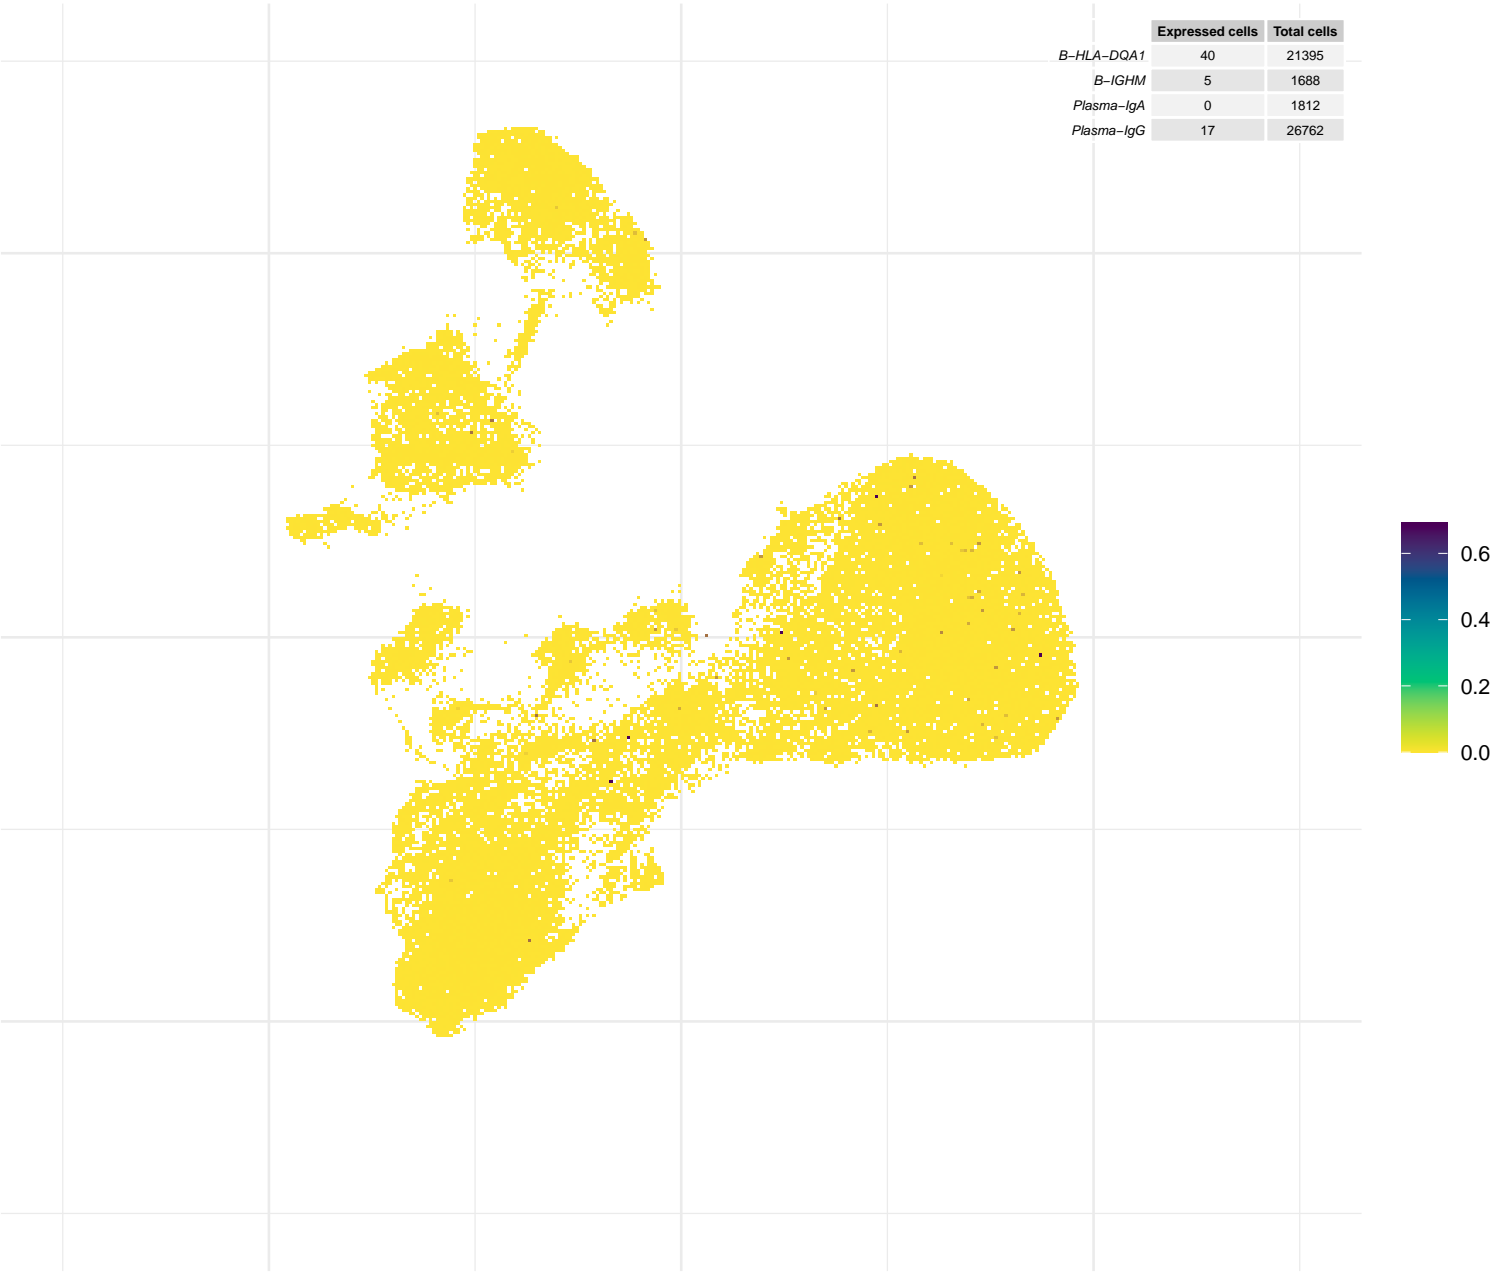 Expressed cells Total cells
B−HLA−DQA1 40 21395
B−IGHM 5 1688
Plasma−IgA 0 1812
Plasma−IgG 17 26762
0.6
0.4
0.2
0.0